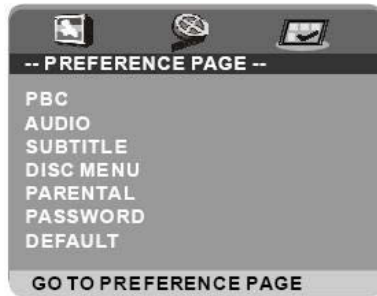 -- PREFERENCE PAGE --
PBC
AUDIO
SUBTITLE
DISC MENU
PARENTAL
PASSWORD
DEFAULT
GO TO PREFERENCE PAGE